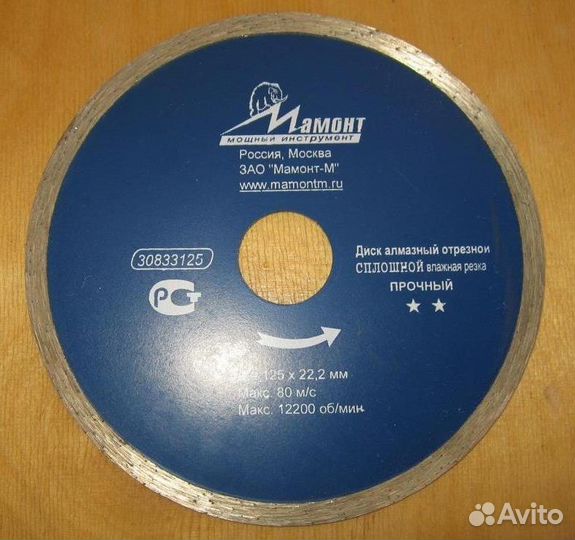 Мамонт
мощный инструмент
Россия, Москва
ЗАО "Мамонт-М"
www.mamontm.ru
30833125
Диск алмазный отрезной
СПЛОШНОЙ влажная резка
ПРОЧНЫЙ
РСТ
125 x 22,2 мм
Макс. 80 м/с
Макс. 12200 об/мин
Avito